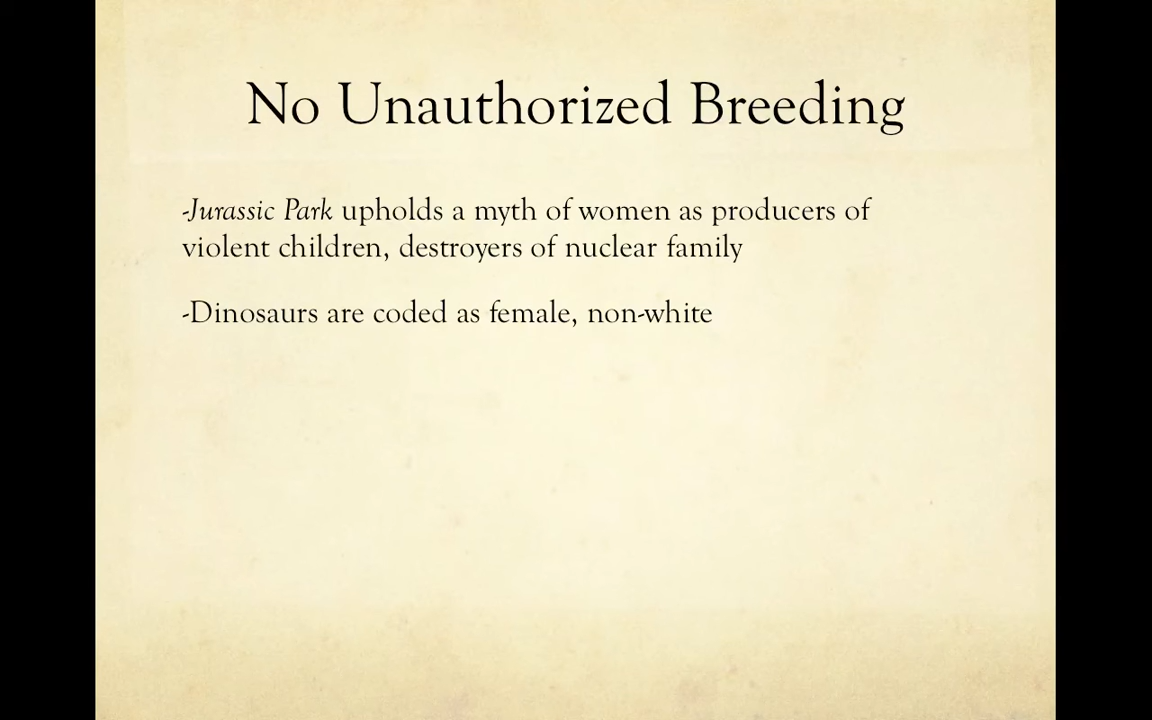 No Unauthorized Breeding
-Jurassic Park upholds a myth of women as producers of
violent children, destroyers of nuclear family
-Dinosaurs are coded as female, non-white